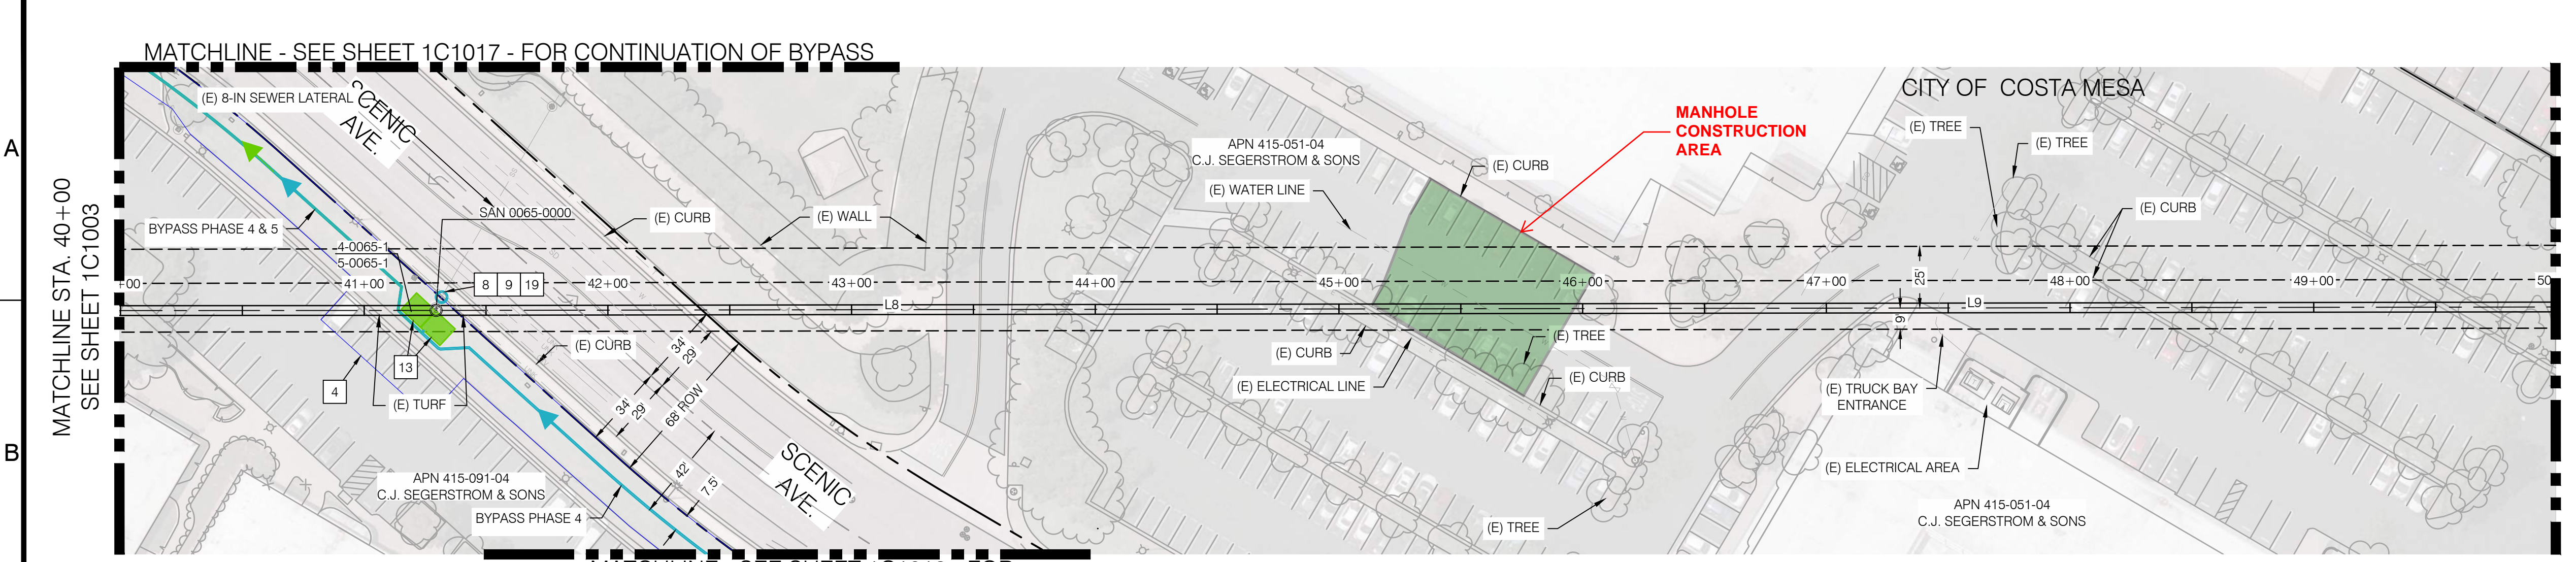 MATCHLINE - SEE SHEET 1C1017 - FOR CONTINUATION OF BYPASS
CITY OF  COSTA MESA
A
B
MATCHLINE STA. 40+00
SEE SHEET 1C1003
(E) 8-IN SEWER LATERAL
SCENIC
AVE.
SAN 0065-0000
(E) CURB
(E) WALL
BYPASS PHASE 4 & 5
4-0065-1
5-0065-1
8 9 19
APN 415-051-04
C.J. SEGERSTROM & SONS
(E) WATER LINE
(E) CURB
MANHOLE
CONSTRUCTION
AREA
(E) TREE
(E) TREE
(E) CURB
+00
41+00
42+00
43+00
44+00
45+00
46+00
47+00
48+00
49+00
50
25'
L8
L9
9'
13
4
(E) TURF
(E) CURB
34'
29'
34'
29'
68' ROW
42'
7.5'
SCENIC
AVE.
(E) CURB
(E) ELECTRICAL LINE
(E) TREE
(E) CURB
(E) TREE
(E) TRUCK BAY
ENTRANCE
(E) ELECTRICAL AREA
APN 415-091-04
C.J. SEGERSTROM & SONS
BYPASS PHASE 4
APN 415-051-04
C.J. SEGERSTROM & SONS